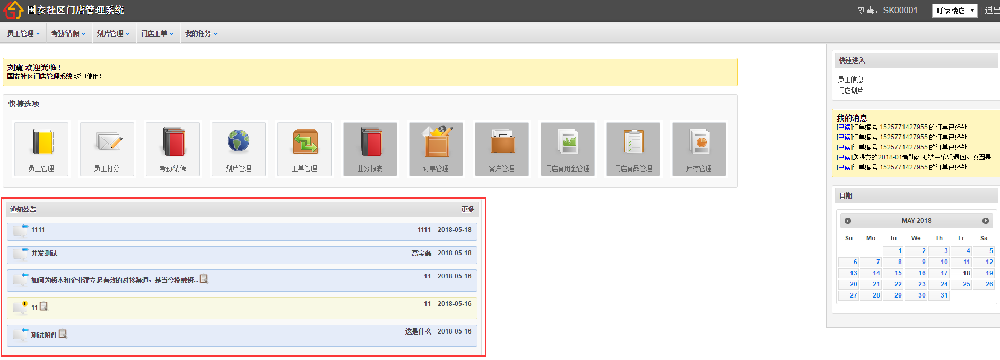 国安社区门店管理系统
刘震：SK00001 呼家楼店 退出
员工管理 考勤/请假 划片管理 门店工单 我的任务
刘震 欢迎光临！
国安社区门店管理系统 欢迎使用！
快捷选项
员工管理 员工打分 考勤/请假 划片管理 工单管理 业务报表 订单管理 客户管理 门店备用金管理 门店备品管理 库存管理
通知公告 更多
1111 1111 2018-05-18
并发测试 高宝磊 2018-05-18
如何为资本和企业建立起有效的对接渠道，是当今投融资... 11 2018-05-16
11 11 2018-05-16
测试附件 这是什么 2018-05-16
快速进入
员工信息
门店划片
我的消息
[已读]订单编号 1525771427955 的订单已经处...
[已读]订单编号 1525771427955 的订单已经处...
[已读]订单编号 1525771427955 的订单已经处...
[已读]您提交的2018-01考勤数据被王乐乐退回。原因是...
[已读]订单编号 1525771427955 的订单已经处...
日期
MAY 2018
Su Mo Tu We Th Fr Sa
1 2 3 4 5
6 7 8 9 10 11 12
13 14 15 16 17 18 19
20 21 22 23 24 25 26
27 28 29 30 31